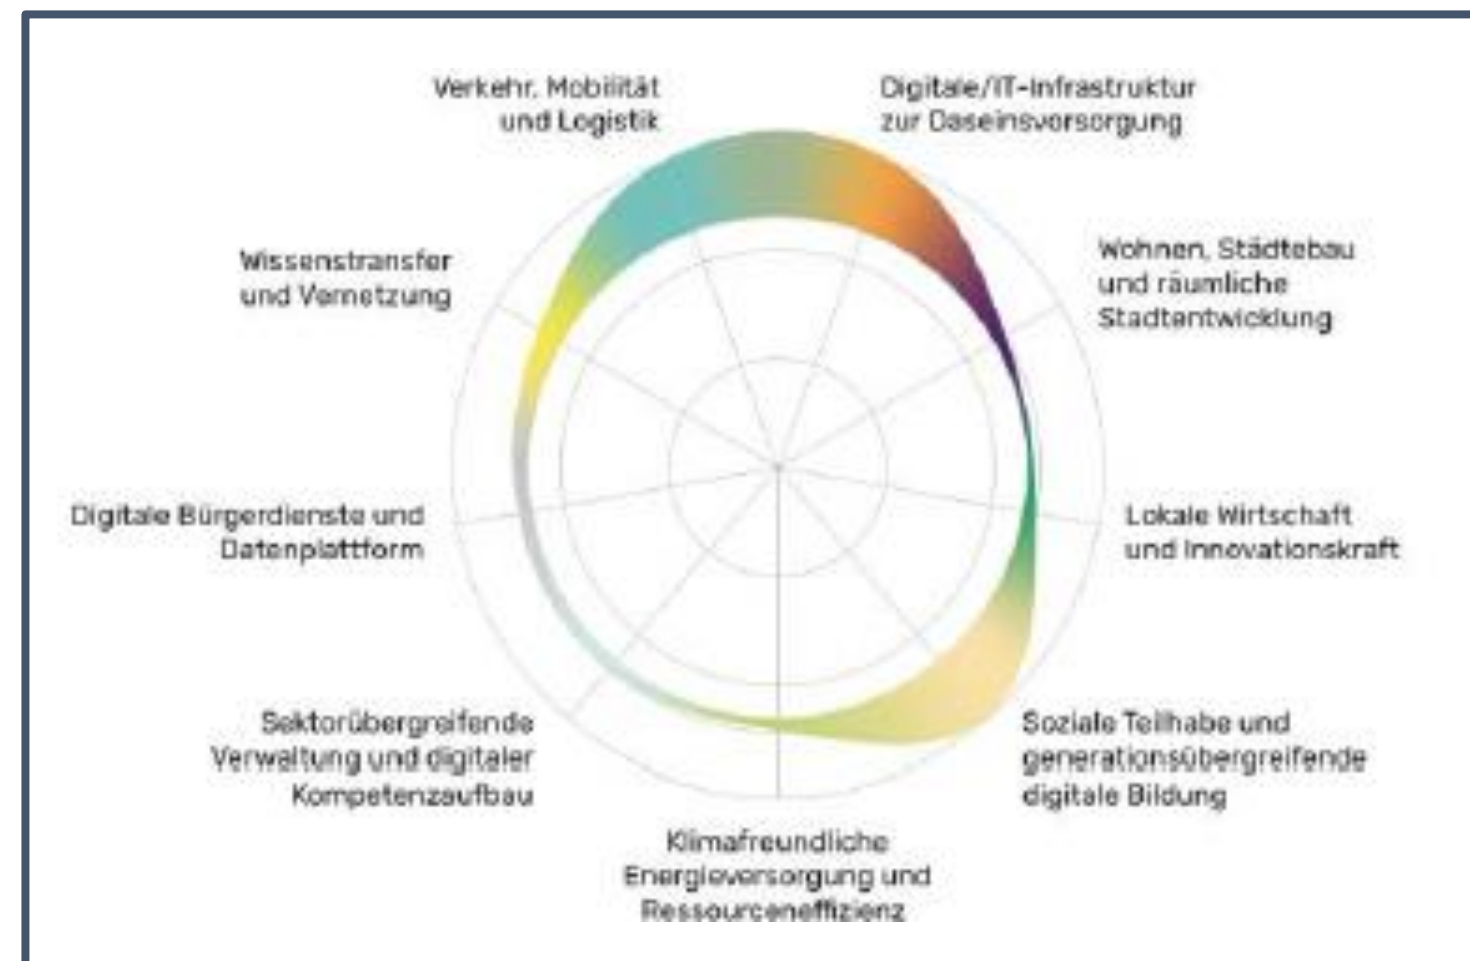 Verkehr, Mobilität
und Logistik
Digitale/IT-Infrastruktur
zur Daseinsvorsorgung
Wissenstransfer
und Vernetzung
Wohnen, Städtebau
und räumliche
Stadtentwicklung
Digitale Bürgerdienste und
Datenplattform
Lokale Wirtschaft
und Innovationskraft
Sektorübergreifende
Verwaltung und digitaler
Kompetenzaufbau
Soziale Teilhabe und
generationsübergreifende
digitale Bildung
Klimafreundliche
Energieversorgung und
Ressourceneffizienz